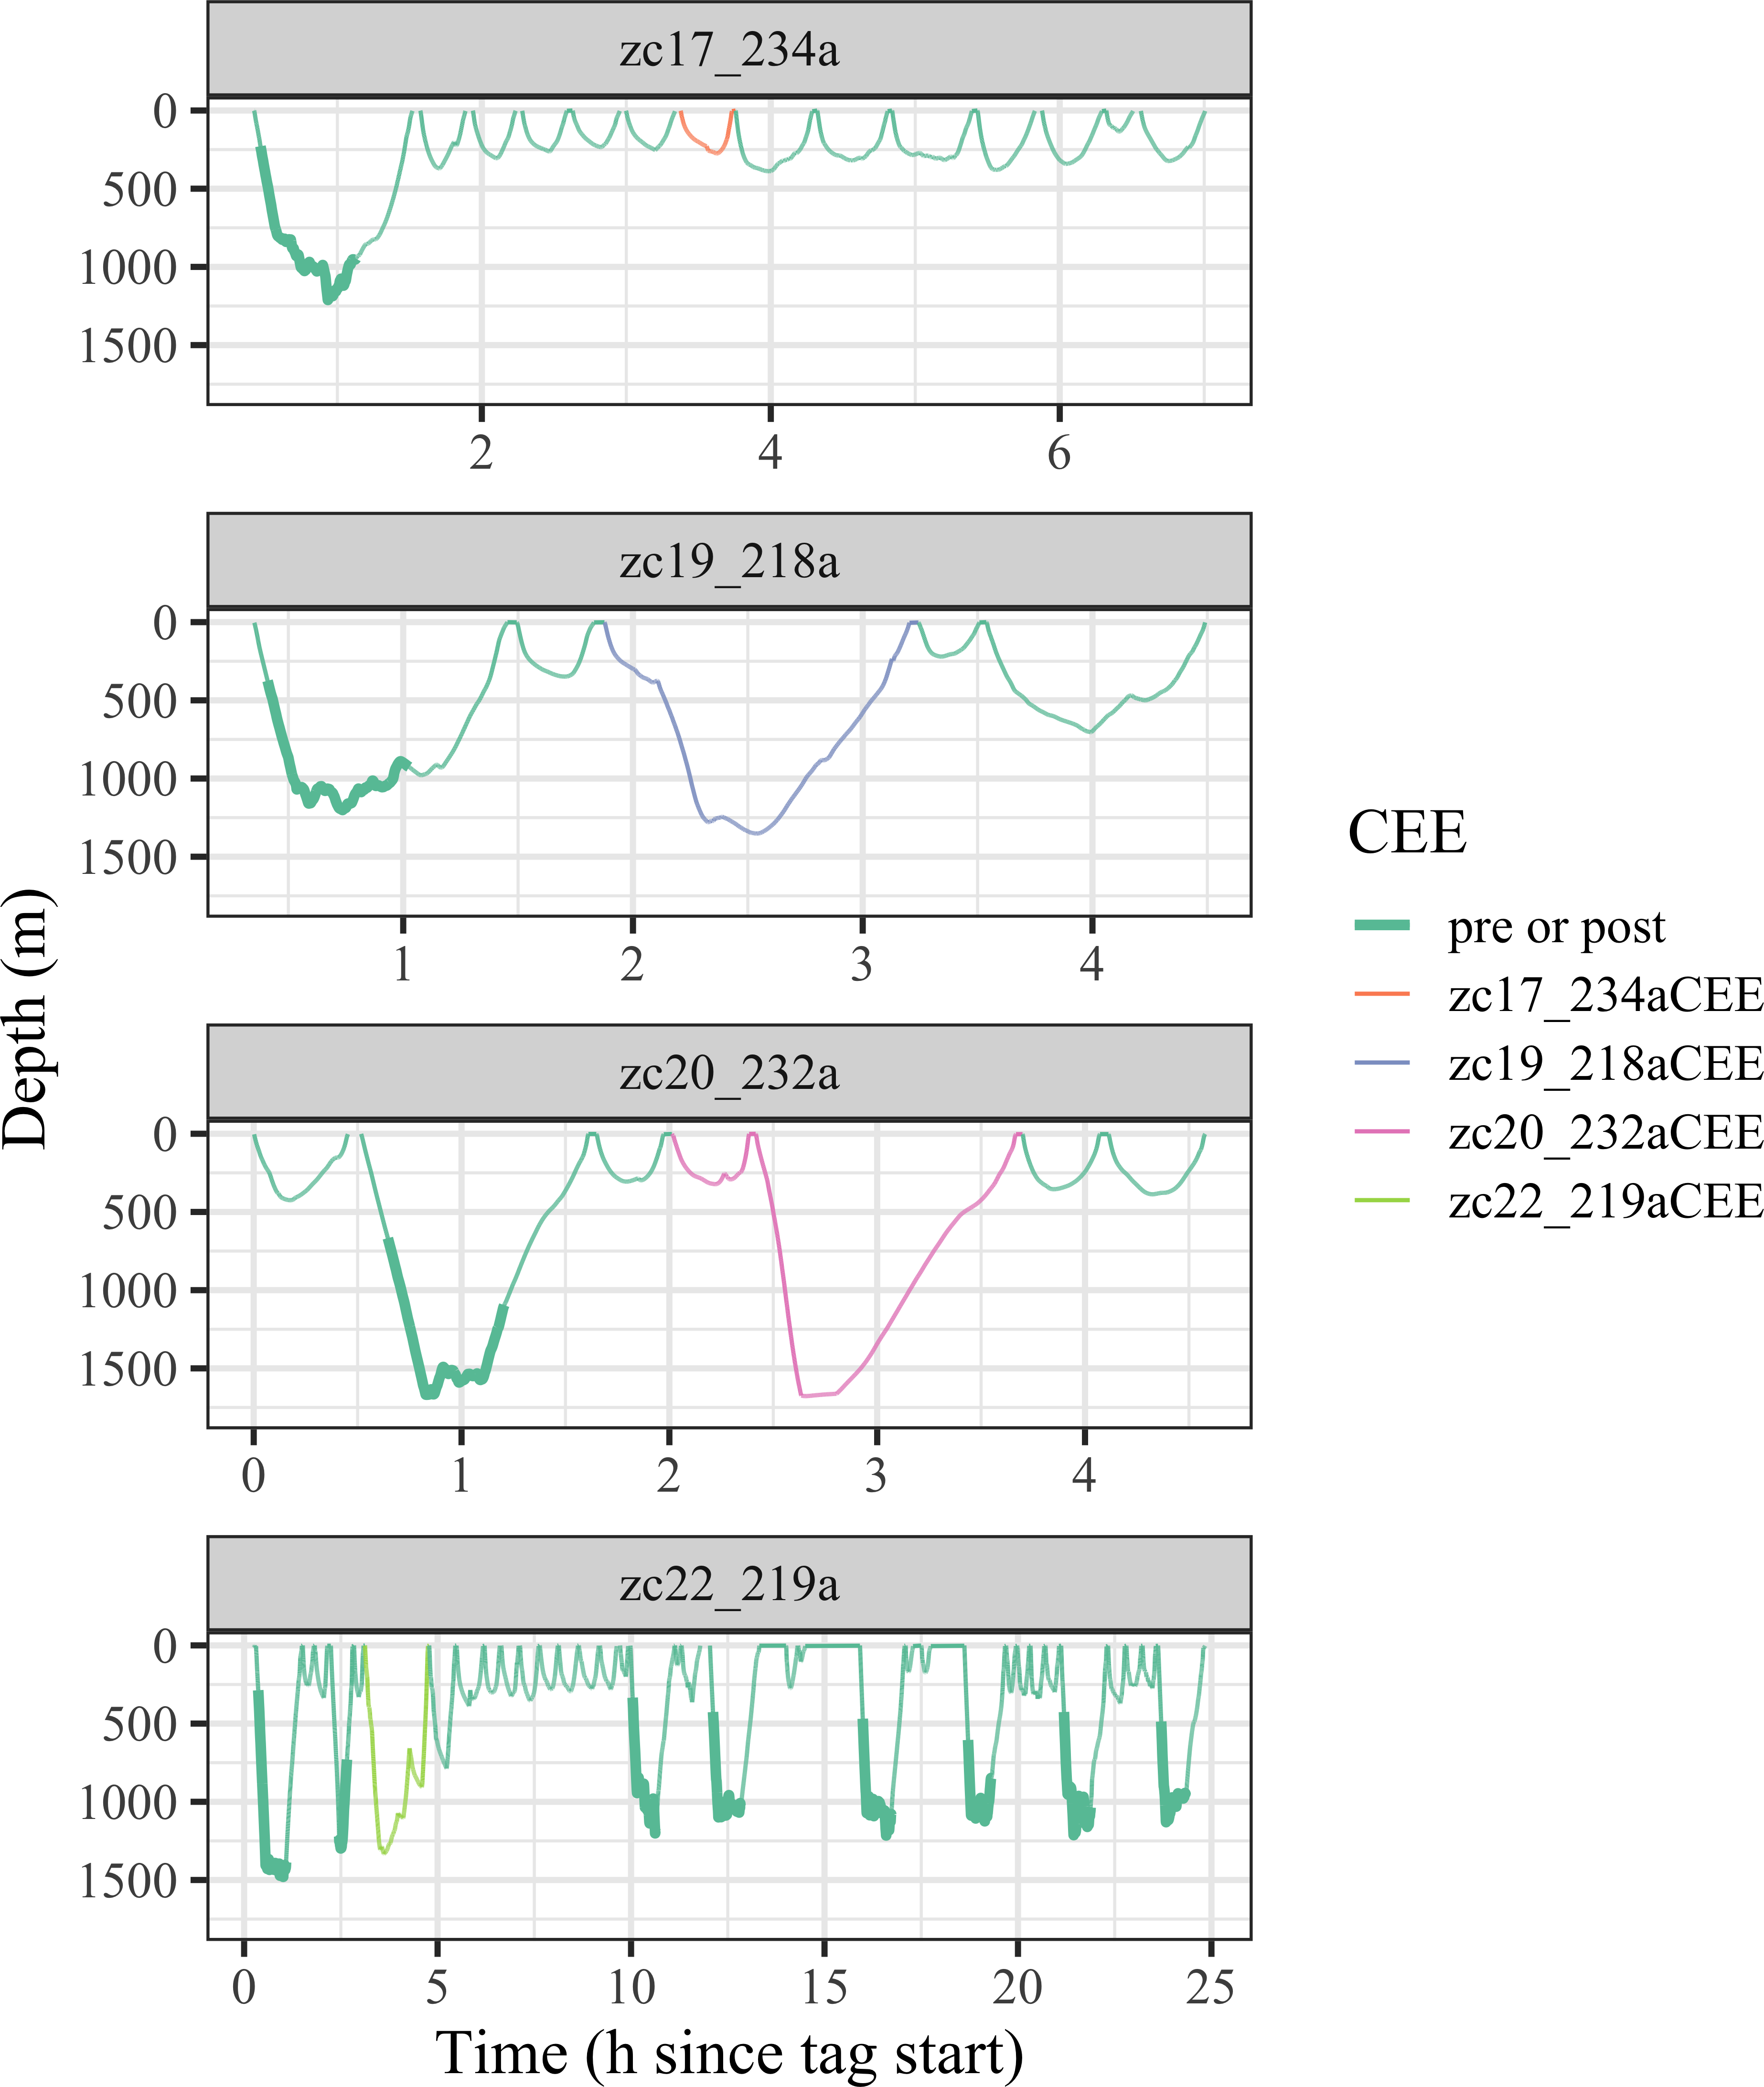 zc17_234a
0
500
1000
1500
2 4 6
zc19_218a
0
500
1000
1500
1 2 3 4
zc20_232a
0
500
1000
1500
0 1 2 3 4
zc22_219a
0
500
1000
1500
0 5 10 15 20 25
Time (h since tag start)
Depth (m)
CEE
pre or post
zc17_234aCEE
zc19_218aCEE
zc20_232aCEE
zc22_219aCEE